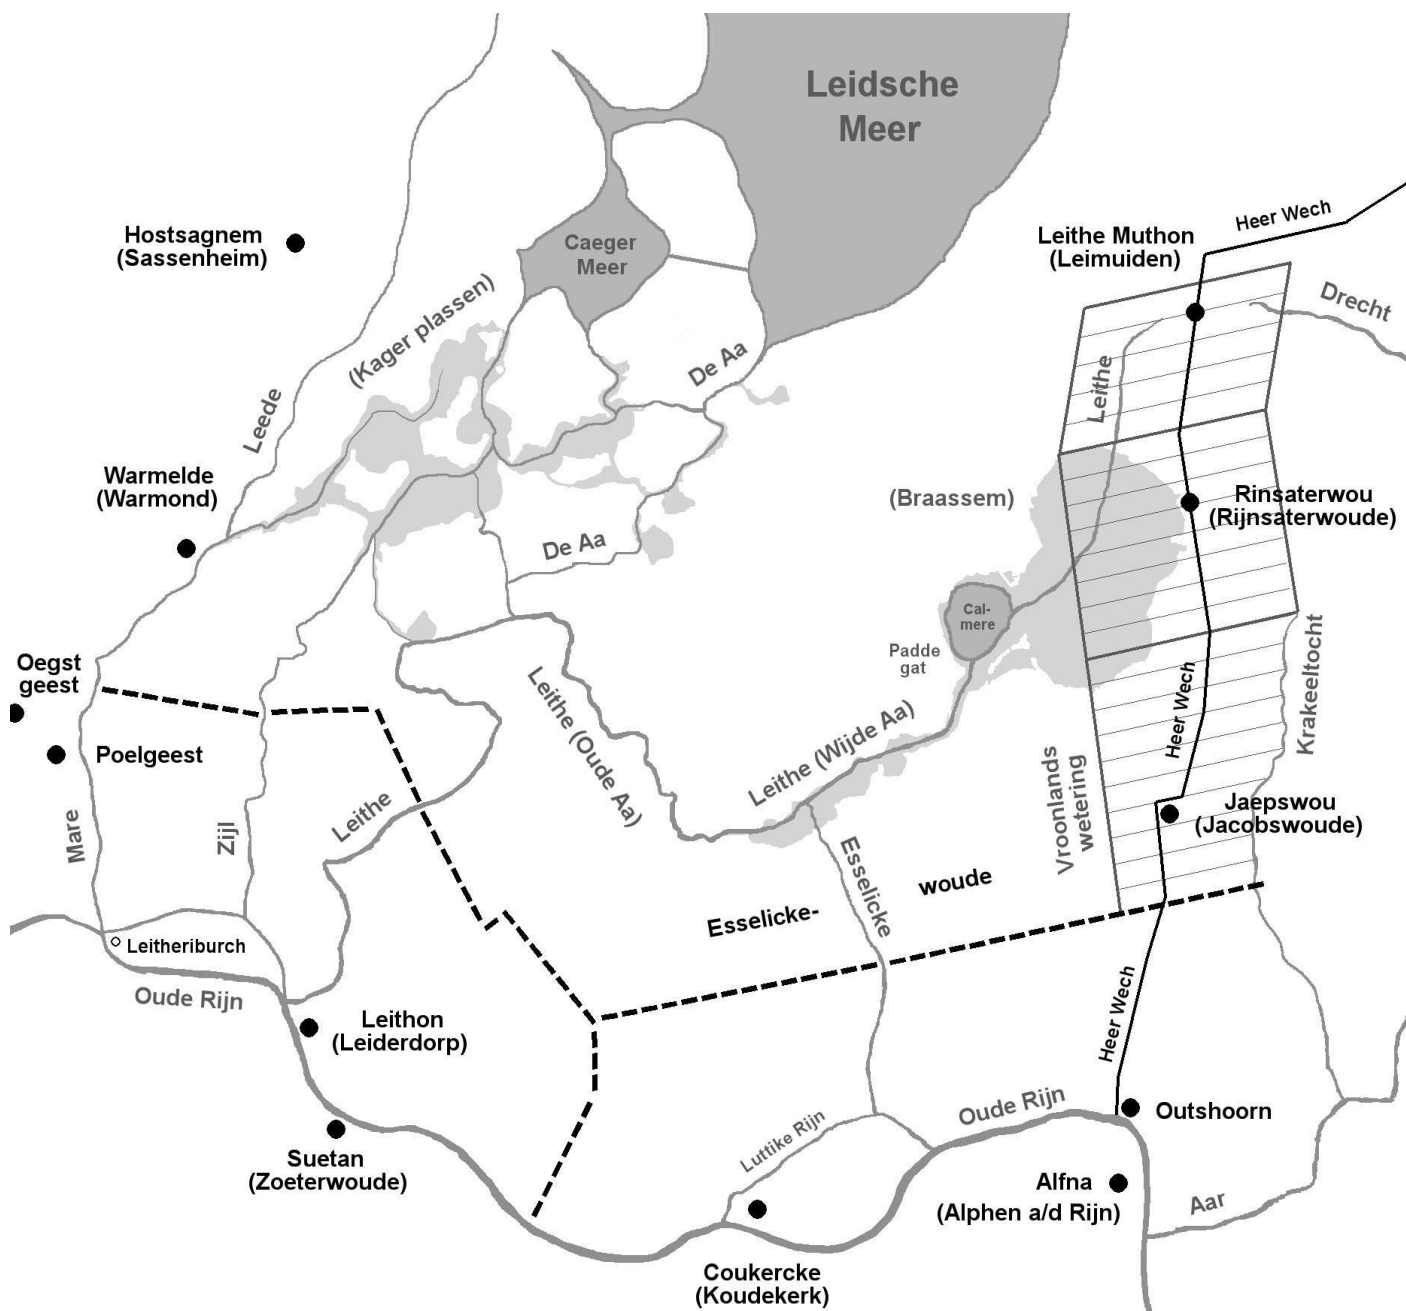 Leidsche
Meer
Heer Wech
Hostsagnem
(Sassenheim)
Caeger
Meer
Leithe Muthon
(Leimuiden)
Drecht
(Kager plassen)
De Aa
Leithe
Leede
Warmelde
(Warmond)
(Braassem)
Rinsaterwou
(Rijnsaterwoude)
De Aa
Cal-
mere
Padde
gat
Oegst
geest
Poelgeest
Leithe (Oude Aa)
Leithe (Wijde Aa)
Heer Wech
Krakeeltocht
Vroonlands
wetering
Mare
Zijl
Leithe
Jaepswou
(Jacobswoude)
Esselicke
Esselicke-
woude
Leitheriburch
Oude Rijn
Leithon
(Leiderdorp)
Heer Wech
Suetan
(Zoeterwoude)
Luttike Rijn
Oude Rijn
Outshoorn
Alfna
(Alphen a/d Rijn)
Aar
Coukercke
(Koudekerk)